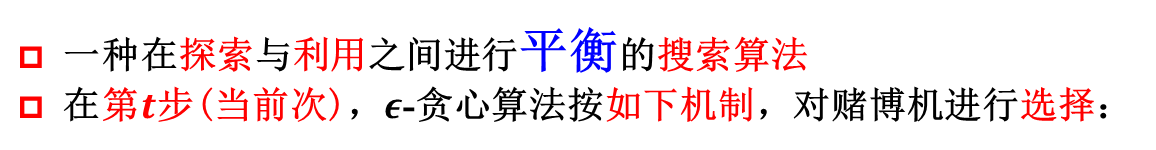 一种在探索与利用之间进行平衡的搜索算法
在第t步(当前次)，ϵ-贪心算法按如下机制，对赌博机进行选择：